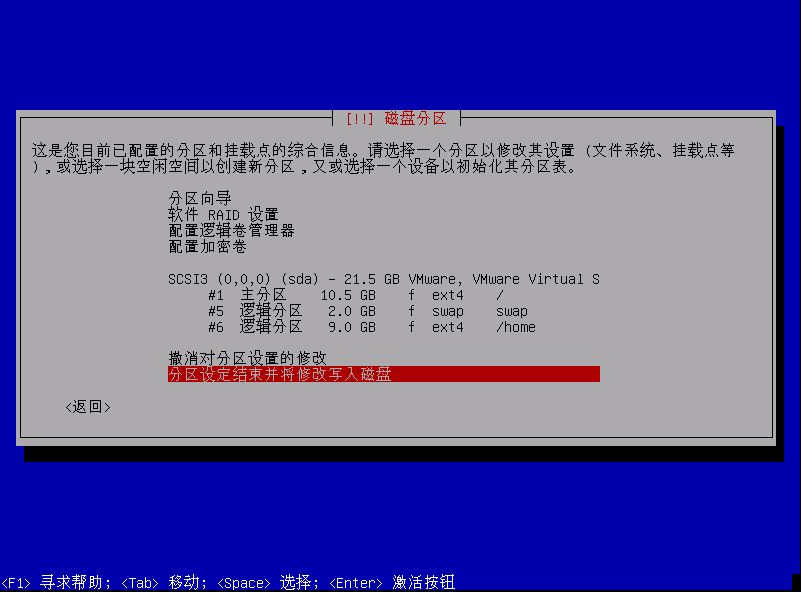 [!!] 磁盘分区
这是您目前已配置的分区和挂载点的综合信息。请选择一个分区以修改其设置 (文件系统、挂载点等
),或选择一块空闲空间以创建新分区,又或选择一个设备以初始化其分区表。
分区向导
软件 RAID 设置
配置逻辑卷管理器
配置加密卷
SCSI3 (0,0,0) (sda) - 21.5 GB VMware, VMware Virtual S
#1 主分区 10.5 GB f ext4 /
#5 逻辑分区 2.0 GB f swap swap
#6 逻辑分区 9.0 GB f ext4 /home
撤消对分区设置的修改
分区设定结束并将修改写入磁盘
<返回>
<F1> 寻求帮助; <Tab> 移动; <Space> 选择; <Enter> 激活按钮